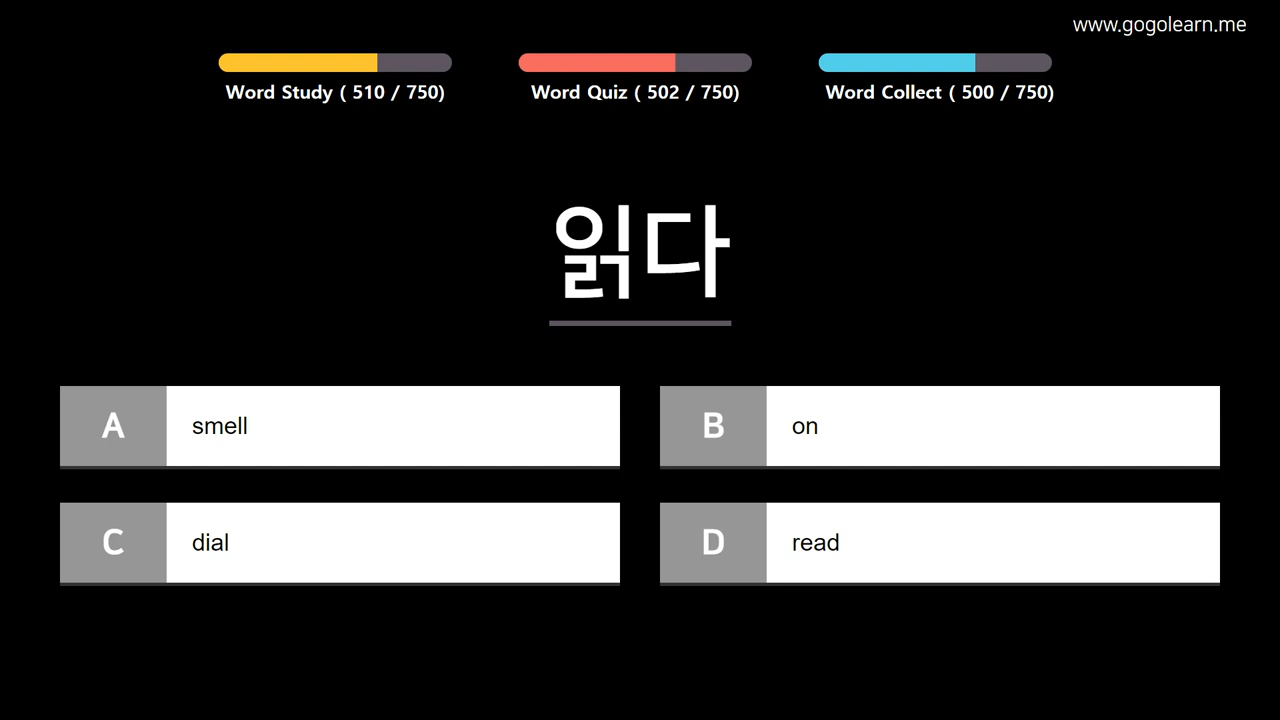 www.gogolearn.me
Word Study ( 510 / 750) Word Quiz ( 502 / 750) Word Collect ( 500 / 750)
읽다
A smell
B on
C dial
D read